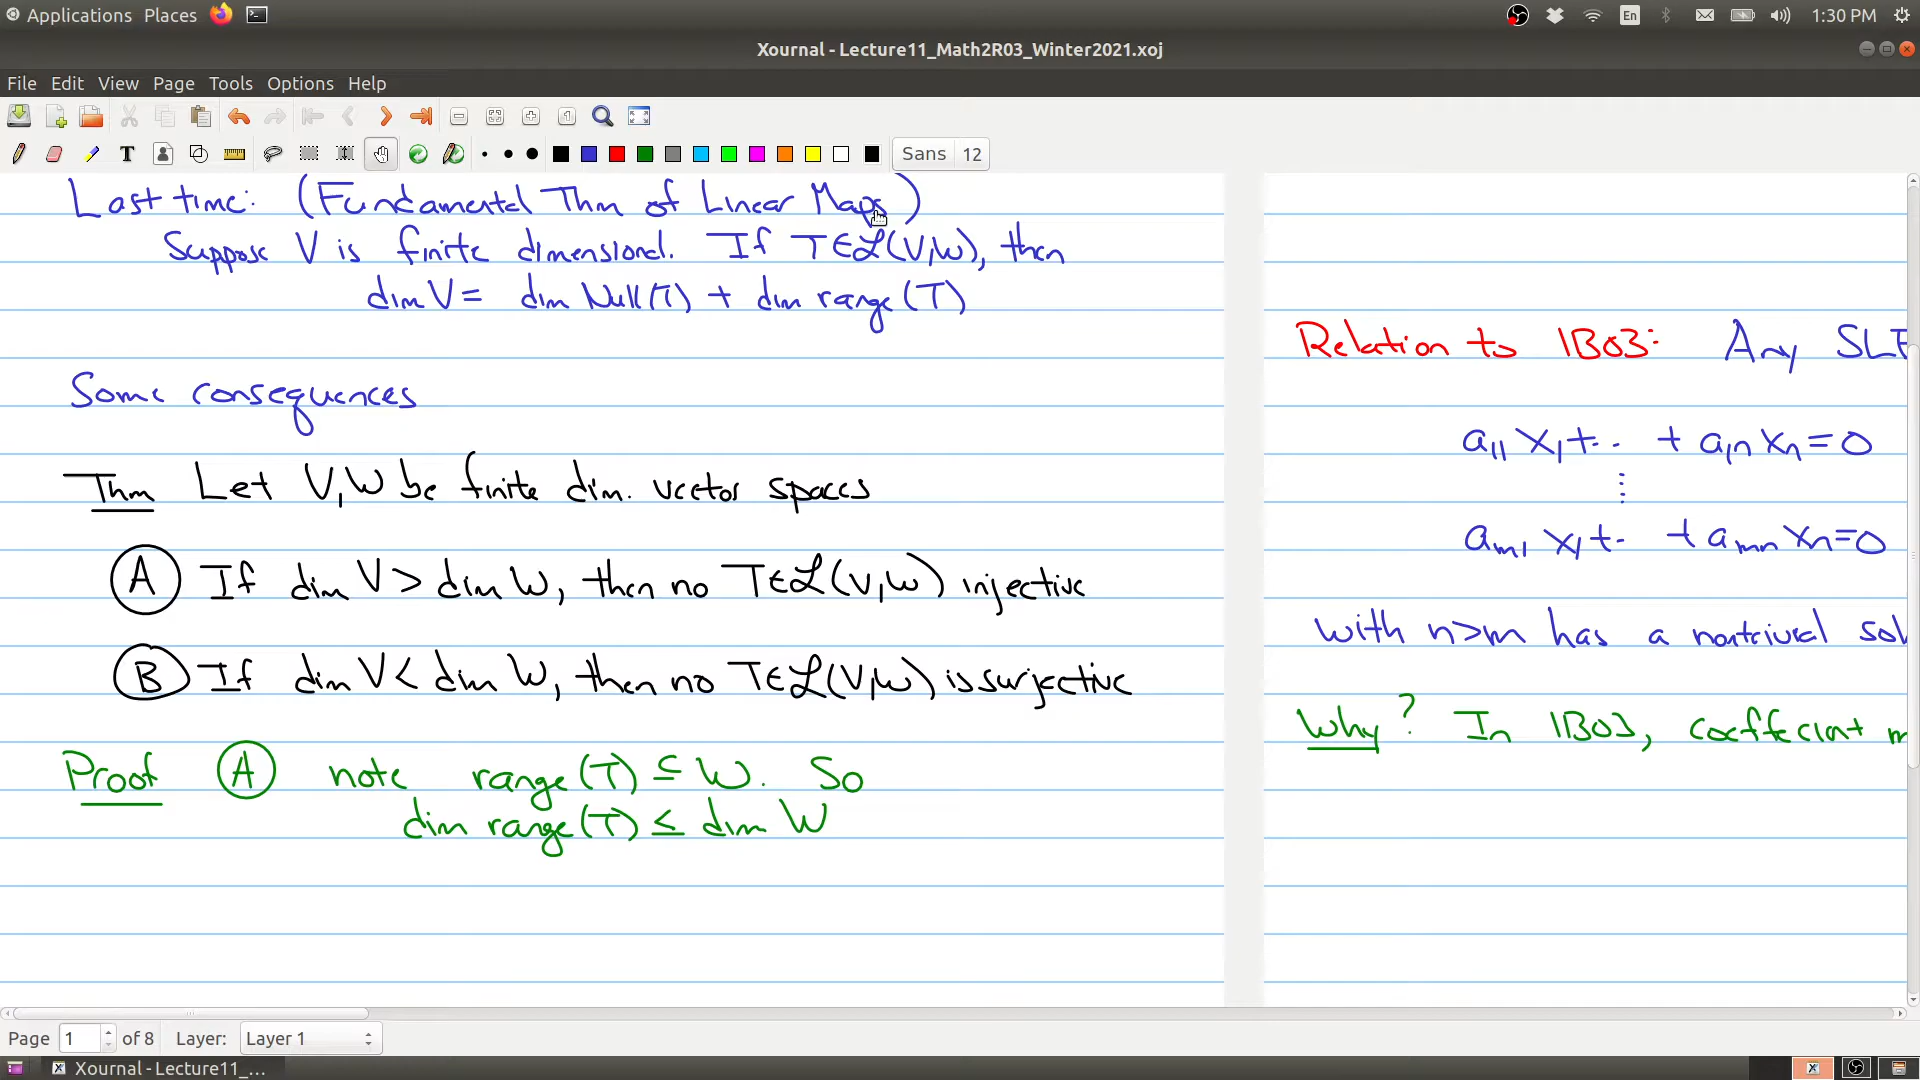 Applications Places En 1:30 PM
Xournal - Lecture11_Math2R03_Winter2021.xoj
File Edit View Page Tools Options Help
Sans 12
Last time: (Fundamental Thm of Linear Maps)
Suppose V is finite dimensional. If T∈ℒ(V,W), then
dim V = dim Null(T) + dim range(T)
Some consequences
Thm Let V,W be finite dim. vector spaces
(A) If dim V > dim W, then no T∈ℒ(V,W) injective
(B) If dim V < dim W, then no T∈ℒ(V,W) is surjective
Proof (A) note range(T) ⊆ W. So
dim range(T) ≤ dim W
Relation to 1B03: Any SLE
a11 x1 + .. + a1n xn = 0
⋮
am1 x1 + . + amn xn = 0
with n>m has a nontrivial sol
Why? In 1B03, coeffecient m
Page 1 of 8 Layer: Layer 1
Xournal - Lecture11_...